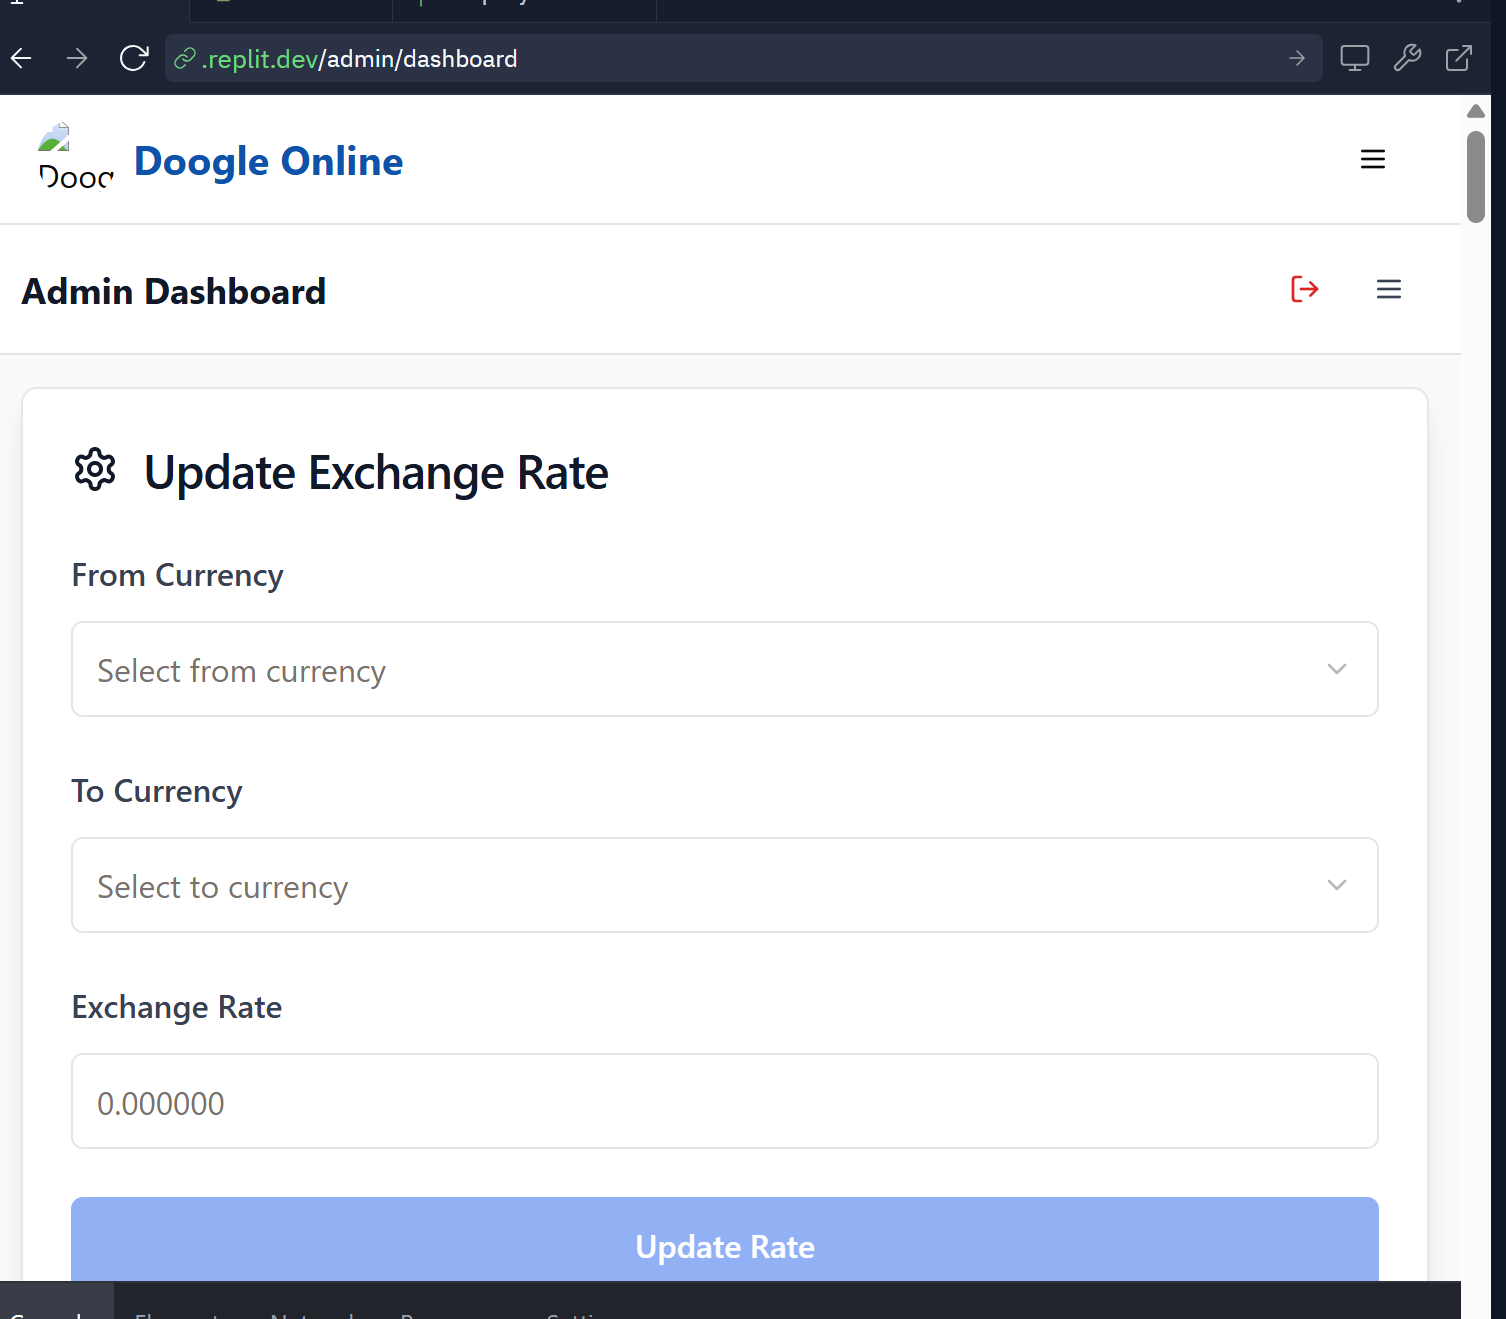 .replit.dev/admin/dashboard
Doogle Online
Admin Dashboard
Update Exchange Rate
From Currency
Select from currency
To Currency
Select to currency
Exchange Rate
0.000000
Update Rate